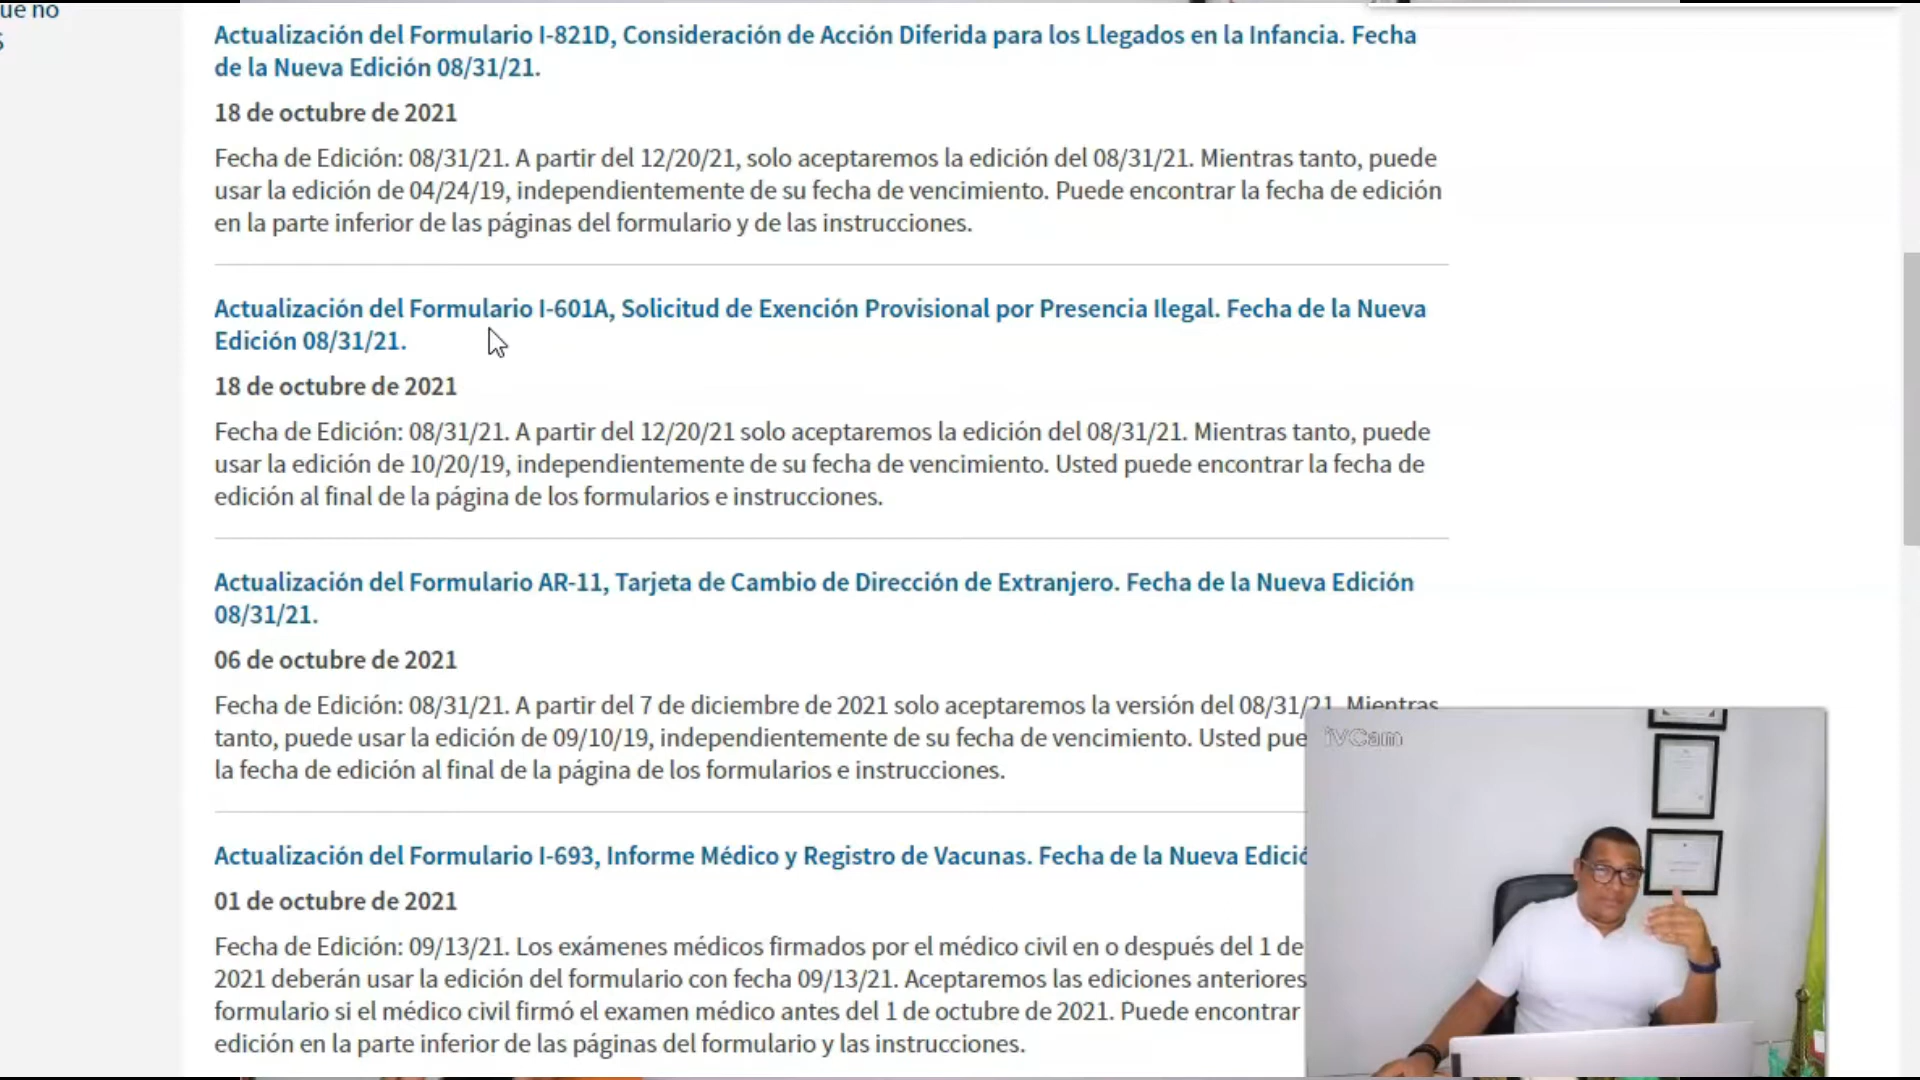 ue no
S
Actualización del Formulario I-821D, Consideración de Acción Diferida para los Llegados en la Infancia. Fecha
de la Nueva Edición 08/31/21.
18 de octubre de 2021
Fecha de Edición: 08/31/21. A partir del 12/20/21, solo aceptaremos la edición del 08/31/21. Mientras tanto, puede
usar la edición de 04/24/19, independientemente de su fecha de vencimiento. Puede encontrar la fecha de edición
en la parte inferior de las páginas del formulario y de las instrucciones.
Actualización del Formulario I-601A, Solicitud de Exención Provisional por Presencia Ilegal. Fecha de la Nueva
Edición 08/31/21.
18 de octubre de 2021
Fecha de Edición: 08/31/21. A partir del 12/20/21 solo aceptaremos la edición del 08/31/21. Mientras tanto, puede
usar la edición de 10/20/19, independientemente de su fecha de vencimiento. Usted puede encontrar la fecha de
edición al final de la página de los formularios e instrucciones.
Actualización del Formulario AR-11, Tarjeta de Cambio de Dirección de Extranjero. Fecha de la Nueva Edición
08/31/21.
06 de octubre de 2021
Fecha de Edición: 08/31/21. A partir del 7 de diciembre de 2021 solo aceptaremos la versión del 08/31/21. Mientras
tanto, puede usar la edición de 09/10/19, independientemente de su fecha de vencimiento. Usted pue
la fecha de edición al final de la página de los formularios e instrucciones.
iVCam
Actualización del Formulario I-693, Informe Médico y Registro de Vacunas. Fecha de la Nueva Edició
01 de octubre de 2021
Fecha de Edición: 09/13/21. Los exámenes médicos firmados por el médico civil en o después del 1 de
2021 deberán usar la edición del formulario con fecha 09/13/21. Aceptaremos las ediciones anteriores
formulario si el médico civil firmó el examen médico antes del 1 de octubre de 2021. Puede encontrar
edición en la parte inferior de las páginas del formulario y las instrucciones.